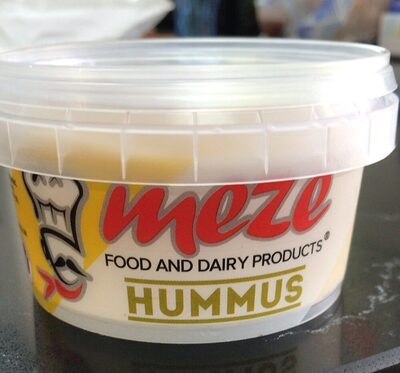 meze
FOOD AND DAIRY PRODUCTS®
HUMMUS